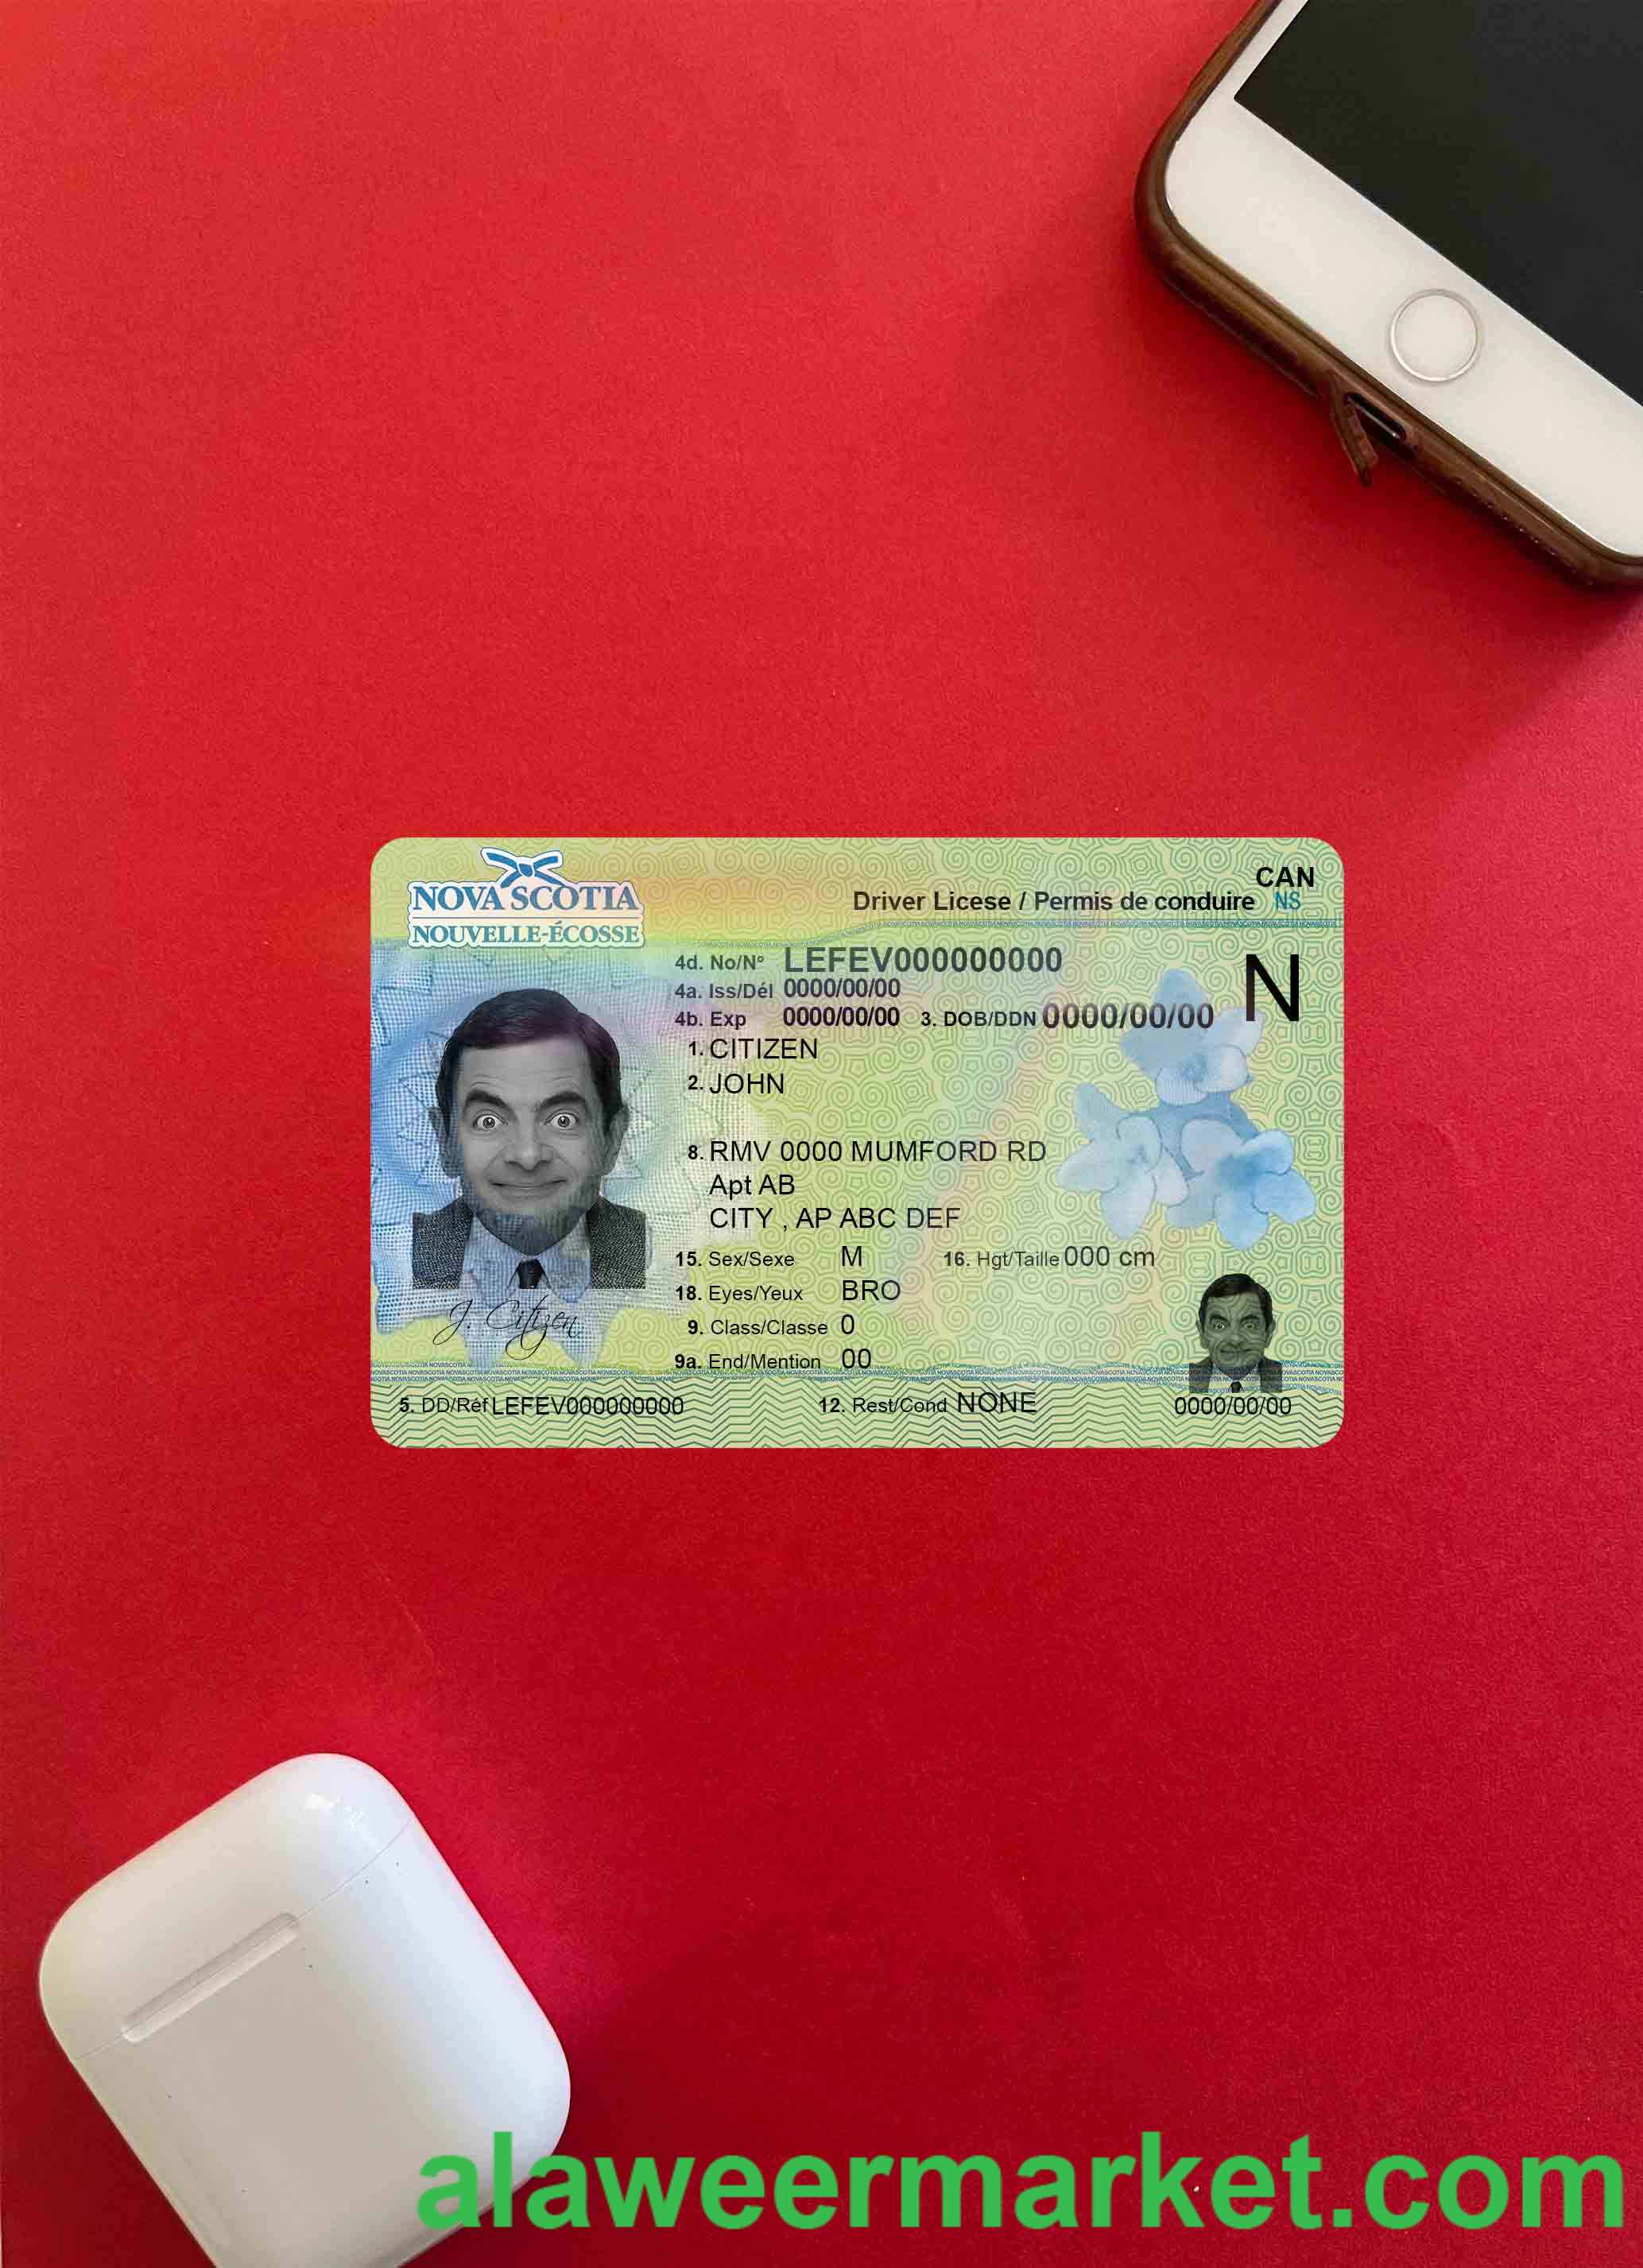 NOVA SCOTIA
NOUVELLE-ÉCOSSE
CAN
Driver Licese / Permis de conduire NS
4d. No/N° LEFEV000000000
4a. Iss/Dél 0000/00/00
N
4b. Exp 0000/00/00 3. DOB/DDN 0000/00/00
1. CITIZEN
2. JOHN
8. RMV 0000 MUMFORD RD
Apt AB
CITY , AP ABC DEF
15. Sex/Sexe M 16. Hgt/Taille 000 cm
18. Eyes/Yeux BRO
J. Citizen
9. Class/Classe 0
9a. End/Mention 00
5. DD/Réf LEFEV000000000 12. Rest/Cond NONE 0000/00/00
alaweermarket.com